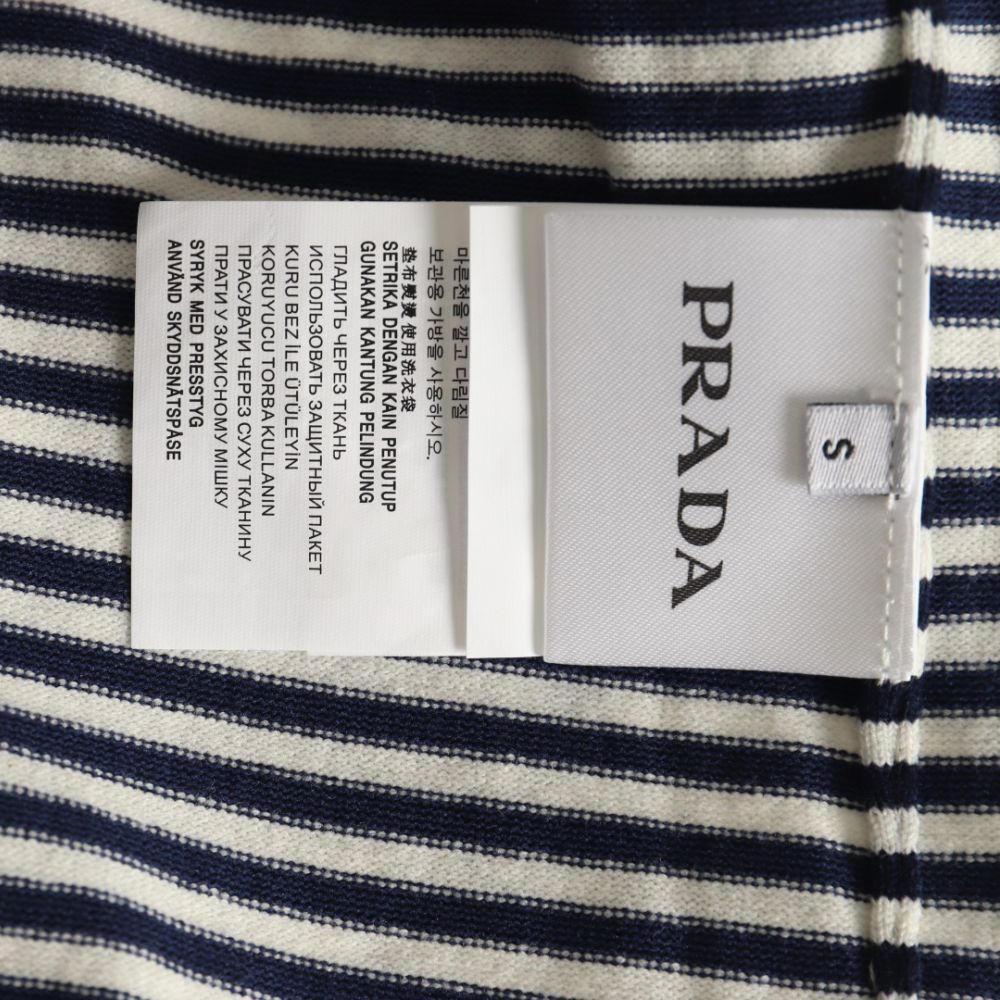 PRADA
S
마른천을 깔고 다림질
보관용 가방을 사용하시오.
垫布熨烫 使用洗衣袋
SETRIKA DENGAN KAIN PENUTUP
GUNAKAN KANTUNG PELINDUNG
ГЛАДИТЬ ЧЕРЕЗ ТКАНЬ
ИСПОЛЬЗОВАТЬ ЗАЩИТНЫЙ ПАКЕТ
KURU BEZ İLE ÜTÜLEYİN
KORUYUCU TORBA KULLANIN
ПРАСУВАТИ ЧЕРЕЗ СУХУ ТКАНИНУ
ПРАТИ У ЗАХИСНОМУ МІШКУ
SYRYK MED PRESSTYG
ANVÄND SKYDDSNÄTSPÅSE